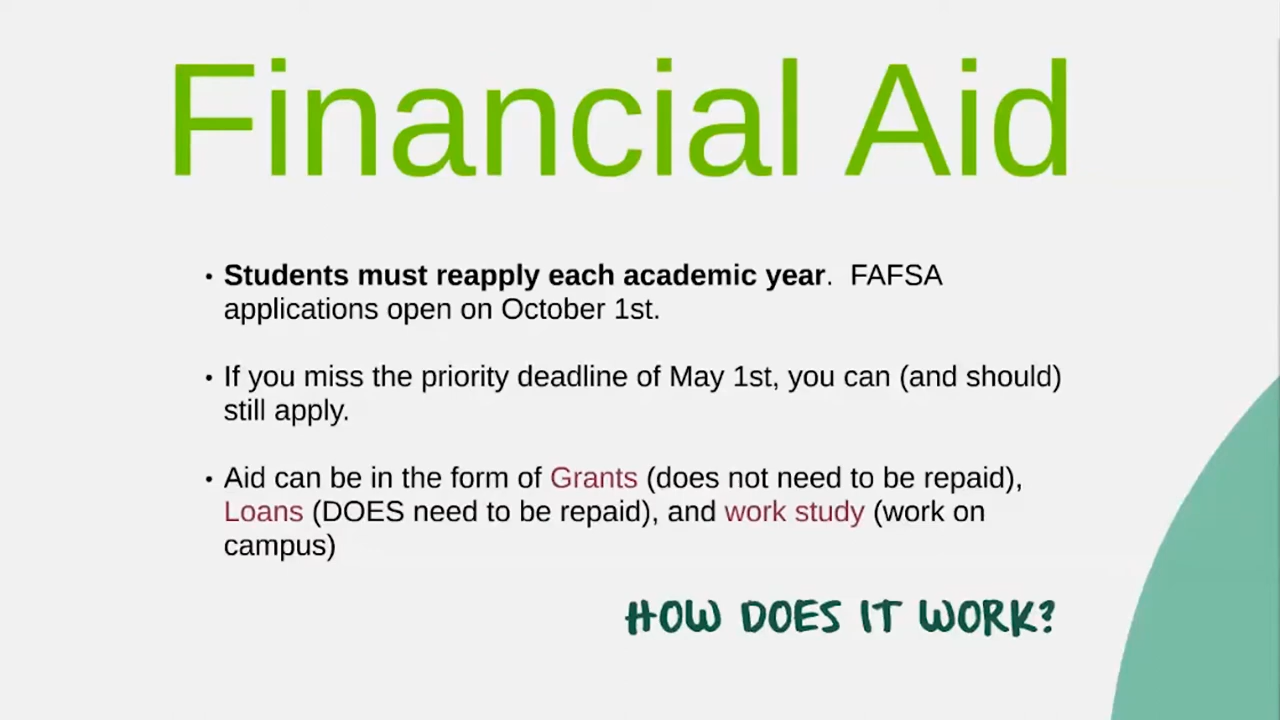 Financial Aid
• Students must reapply each academic year.  FAFSA
applications open on October 1st.
• If you miss the priority deadline of May 1st, you can (and should)
still apply.
• Aid can be in the form of Grants (does not need to be repaid),
Loans (DOES need to be repaid), and work study (work on
campus)
HOW DOES IT WORK?